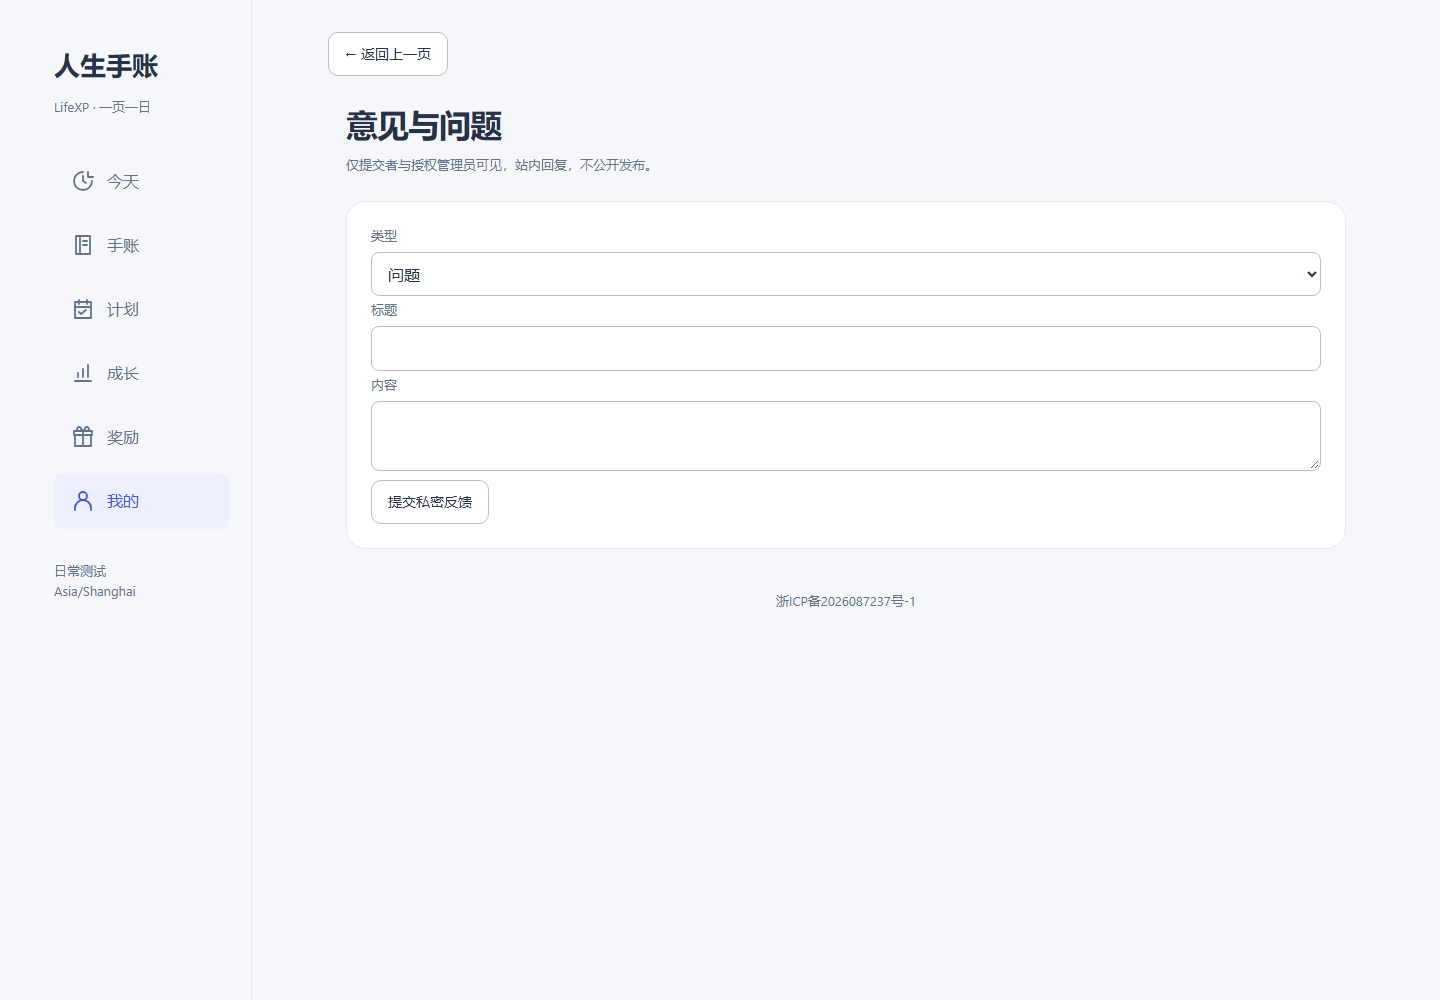 人生手账
LifeXP · 一页一日
今天
手账
计划
成长
奖励
我的
日常测试
Asia/Shanghai
← 返回上一页
意见与问题
仅提交者与授权管理员可见，站内回复，不公开发布。
类型
问题
标题
内容
提交私密反馈
浙ICP备2026087237号-1